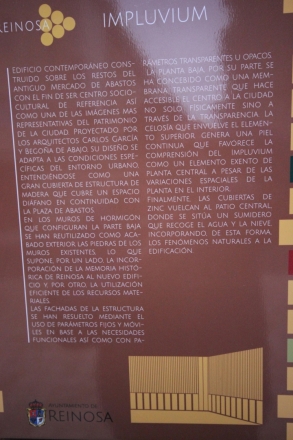 REINOSA
IMPLUVIUM
EDIFICIO CONTEMPORÁNEO CONS-
TRUIDO SOBRE LOS RESTOS DEL
ANTIGUO MERCADO DE ABASTOS
CON EL FIN DE SER CENTRO SOCIO-
CULTURAL DE REFERENCIA ASÍ
COMO UNA DE LAS IMÁGENES MAS
REPRESENTATIVAS DEL PATRIMONIO
DE LA CIUDAD. PROYECTADO POR
LOS ARQUITECTOS CARLOS GARCÍA
Y BEGOÑA DE ABAJO, SU DISEÑO SE
ADAPTA A LAS CONDICIONES ESPE-
CÍFICAS DEL ENTORNO URBANO,
ENTENDIÉNDOSE COMO UNA
GRAN CUBIERTA DE ESTRUCTURA DE
MADERA QUE CUBRE UN ESPACIO
DIÁFANO EN CONTINUIDAD CON
LA PLAZA DE ABASTOS.
EN LOS MUROS DE HORMIGÓN
QUE CONFIGURAN LA PARTE BAJA
SE HAN REUTILIZADO COMO ACA-
BADO EXTERIOR, LAS PIEDRAS DE LOS
MUROS EXISTENTES, LO QUE
SUPONE, POR UN LADO, LA INCOR-
PORACIÓN DE LA MEMORIA HISTÓ-
RICA DE REINOSA AL NUEVO EDIFI-
CIO Y, POR OTRO, LA UTILIZACIÓN
EFICIENTE DE LOS RECURSOS MATE-
RIALES.
LAS FACHADAS DE LA ESTRUCTURA
SE HAN RESUELTO MEDIANTE EL
USO DE PARÁMETROS FIJOS Y MÓVI-
LES EN BASE A LAS NECESIDADES
FUNCIONALES ASÍ COMO CON PA-
RÁMETROS TRANSPARENTES U OPACOS.
LA PLANTA BAJA, POR SU PARTE, SE
HA CONCEBIDO COMO UNA MEM-
BRANA TRANSPARENTE QUE HACE
ACCESIBLE EL CENTRO A LA CIUDAD
NO SOLO FÍSICAMENTE SINO A
TRAVÉS DE LA TRANSPARENCIA. LA
CELOSÍA QUE ENVUELVE EL ELEMEN-
TO SUPERIOR GENERA UNA PIEL
CONTINUA QUE FAVORECE LA
COMPRENSIÓN DEL IMPLUVIUM
COMO UN ELEMENTO EXENTO DE
PLANTA CENTRAL A PESAR DE LAS
VARIACIONES ESPACIALES DE LA
PLANTA EN EL INTERIOR.
FINALMENTE, LAS CUBIERTAS DE
ZINC VUELCAN AL PATIO CENTRAL
DONDE SE SITÚA UN SUMIDERO
QUE RECOGE EL AGUA Y LA NIEVE
INCORPORANDO, DE ESTA FORMA,
LOS FENÓMENOS NATURALES A LA
EDIFICACIÓN.
AYUNTAMIENTO DE
REINOSA